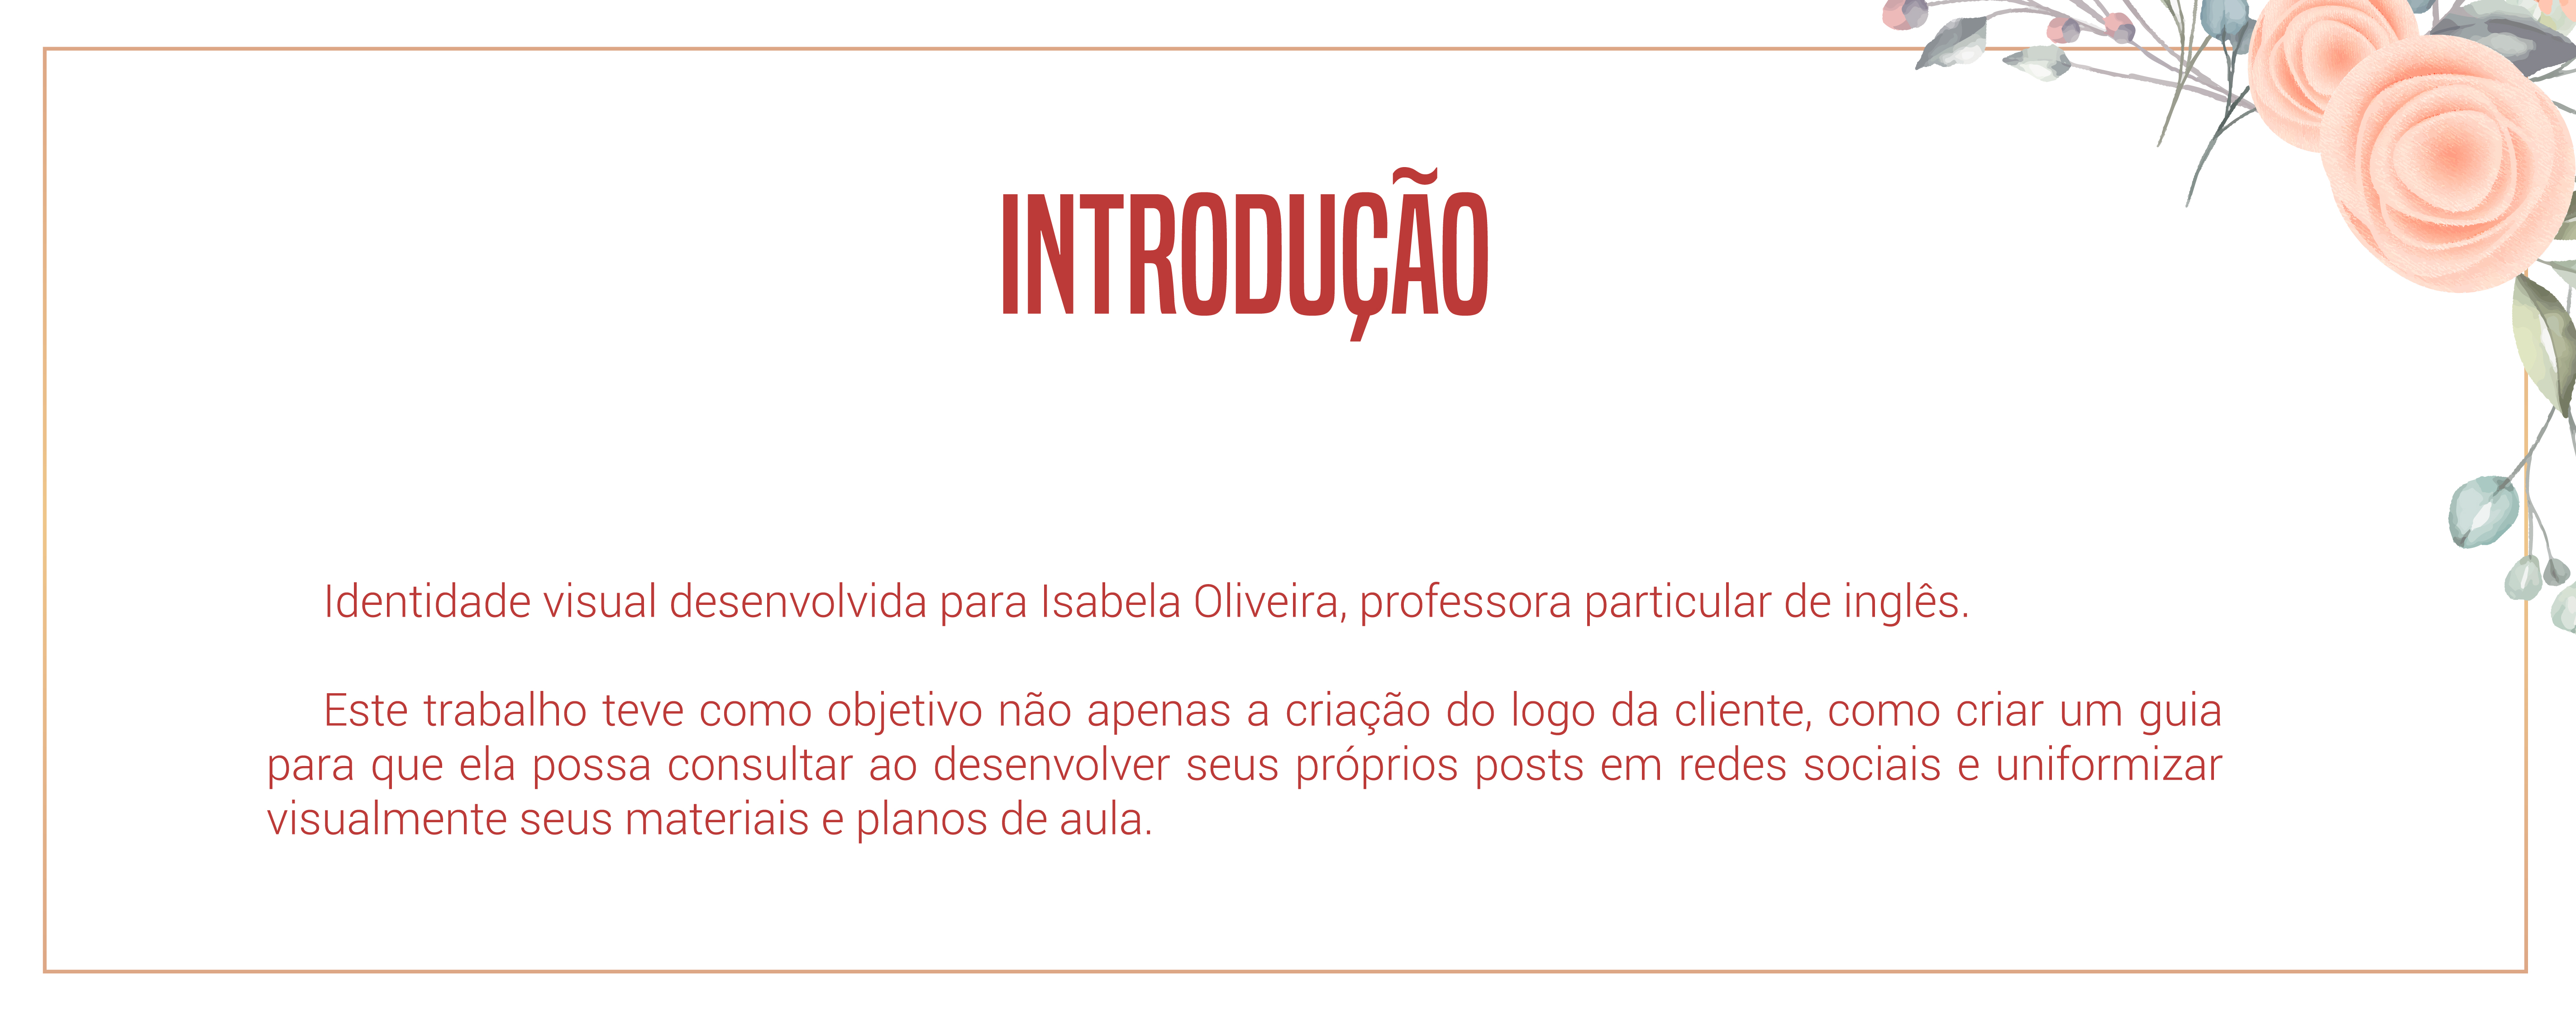 INTRODUÇÃO
Identidade visual desenvolvida para Isabela Oliveira, professora particular de inglês.
Este trabalho teve como objetivo não apenas a criação do logo da cliente, como criar um guia
para que ela possa consultar ao desenvolver seus próprios posts em redes sociais e uniformizar
visualmente seus materiais e planos de aula.